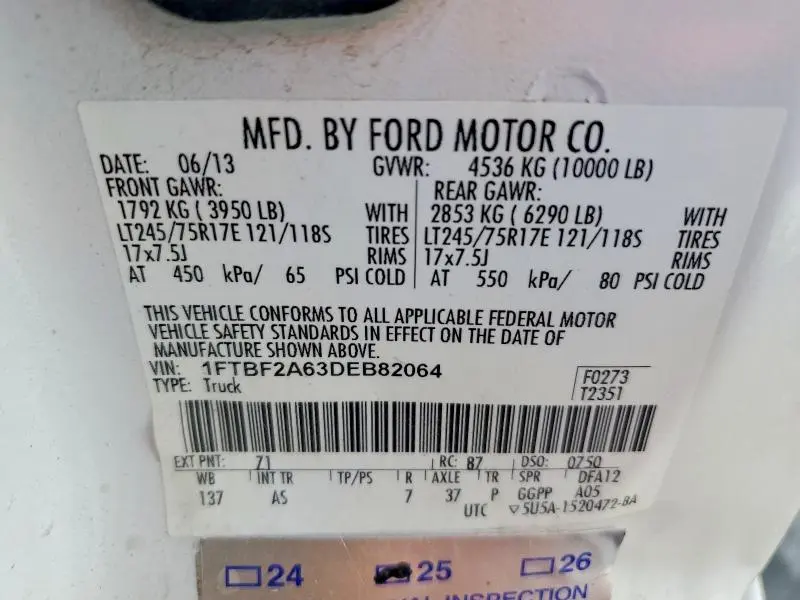 MFD. BY FORD MOTOR CO.
DATE: 06/13 GVWR: 4536 KG (10000 LB)
FRONT GAWR: REAR GAWR:
1792 KG ( 3950 LB) WITH 2853 KG ( 6290 LB) WITH
LT245/75R17E 121/118S TIRES LT245/75R17E 121/118S TIRES
17x7.5J RIMS 17x7.5J RIMS
AT 450 kPa/ 65 PSI COLD AT 550 kPa/ 80 PSI COLD
THIS VEHICLE CONFORMS TO ALL APPLICABLE FEDERAL MOTOR
VEHICLE SAFETY STANDARDS IN EFFECT ON THE DATE OF
MANUFACTURE SHOWN ABOVE.
VIN: 1FTBF2A63DEB82064
TYPE: Truck
F0273
T2351
EXT PNT: Z1 RC: 87 DSO: 0750
WB INT TR TP/PS R AXLE TR SPR DFA12
137 AS 7 37 P GGPP A05
UTC ▽5U5A-1520472-BA
24 25 26
INSPECTION